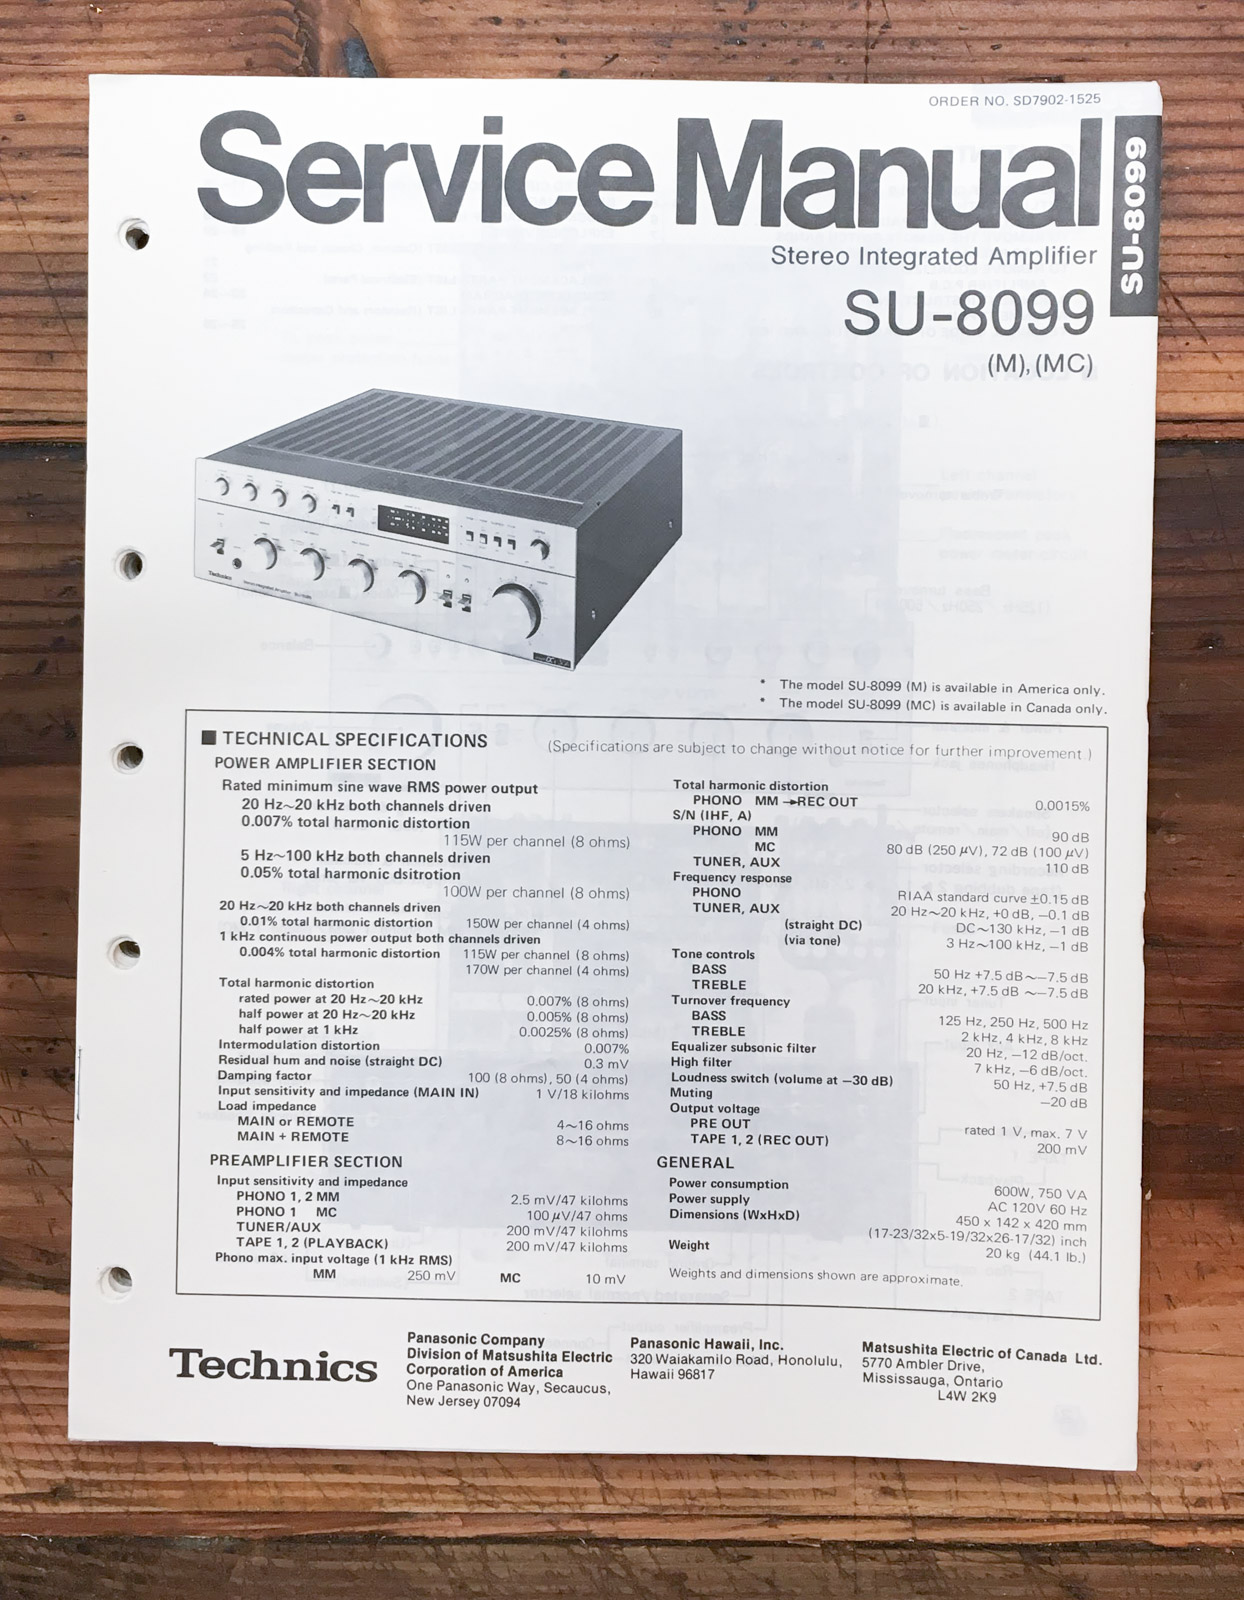 ORDER NO. SD7902-1525
Service Manual
SU-8099
Stereo Integrated Amplifier
SU-8099
(M), (MC)
Technics
* The model SU-8099 (M) is available in America only.
* The model SU-8099 (MC) is available in Canada only.
■ TECHNICAL SPECIFICATIONS (Specifications are subject to change without notice for further improvement.)
POWER AMPLIFIER SECTION
Rated minimum sine wave RMS power output
20 Hz~20 kHz both channels driven
0.007% total harmonic distortion
115W per channel (8 ohms)
5 Hz~100 kHz both channels driven
0.05% total harmonic dsitrotion
100W per channel (8 ohms)
20 Hz~20 kHz both channels driven
0.01% total harmonic distortion 150W per channel (4 ohms)
1 kHz continuous power output both channels driven
0.004% total harmonic distortion 115W per channel (8 ohms)
170W per channel (4 ohms)
Total harmonic distortion
rated power at 20 Hz~20 kHz 0.007% (8 ohms)
half power at 20 Hz~20 kHz 0.005% (8 ohms)
half power at 1 kHz 0.0025% (8 ohms)
Intermodulation distortion 0.007%
Residual hum and noise (straight DC) 0.3 mV
Damping factor 100 (8 ohms), 50 (4 ohms)
Input sensitivity and impedance (MAIN IN) 1 V/18 kilohms
Load impedance
MAIN or REMOTE 4~16 ohms
MAIN + REMOTE 8~16 ohms
PREAMPLIFIER SECTION
Input sensitivity and impedance
PHONO 1, 2 MM 2.5 mV/47 kilohms
PHONO 1 MC 100 μV/47 ohms
TUNER/AUX 200 mV/47 kilohms
TAPE 1, 2 (PLAYBACK) 200 mV/47 kilohms
Phono max. input voltage (1 kHz RMS)
MM 250 mV MC 10 mV
Total harmonic distortion
PHONO MM →REC OUT 0.0015%
S/N (IHF, A)
PHONO MM 90 dB
MC 80 dB (250 μV), 72 dB (100 μV)
TUNER, AUX 110 dB
Frequency response
PHONO RIAA standard curve ±0.15 dB
TUNER, AUX 20 Hz~20 kHz, +0 dB, −0.1 dB
(straight DC) DC~130 kHz, −1 dB
(via tone) 3 Hz~100 kHz, −1 dB
Tone controls
BASS 50 Hz +7.5 dB~−7.5 dB
TREBLE 20 kHz, +7.5 dB ~−7.5 dB
Turnover frequency
BASS 125 Hz, 250 Hz, 500 Hz
TREBLE 2 kHz, 4 kHz, 8 kHz
Equalizer subsonic filter 20 Hz, −12 dB/oct.
High filter 7 kHz, −6 dB/oct.
Loudness switch (volume at −30 dB) 50 Hz, +7.5 dB
Muting −20 dB
Output voltage
PRE OUT rated 1 V, max. 7 V
TAPE 1, 2 (REC OUT) 200 mV
GENERAL
Power consumption 600W, 750 VA
Power supply AC 120V 60 Hz
Dimensions (WxHxD) 450 x 142 x 420 mm
(17-23/32x5-19/32x26-17/32) inch
Weight 20 kg (44.1 lb.)
Weights and dimensions shown are approximate.
Technics
Panasonic Company
Division of Matsushita Electric
Corporation of America
One Panasonic Way, Secaucus,
New Jersey 07094
Panasonic Hawaii, Inc.
320 Waiakamilo Road, Honolulu,
Hawaii 96817
Matsushita Electric of Canada Ltd.
5770 Ambler Drive,
Mississauga, Ontario
L4W 2K9